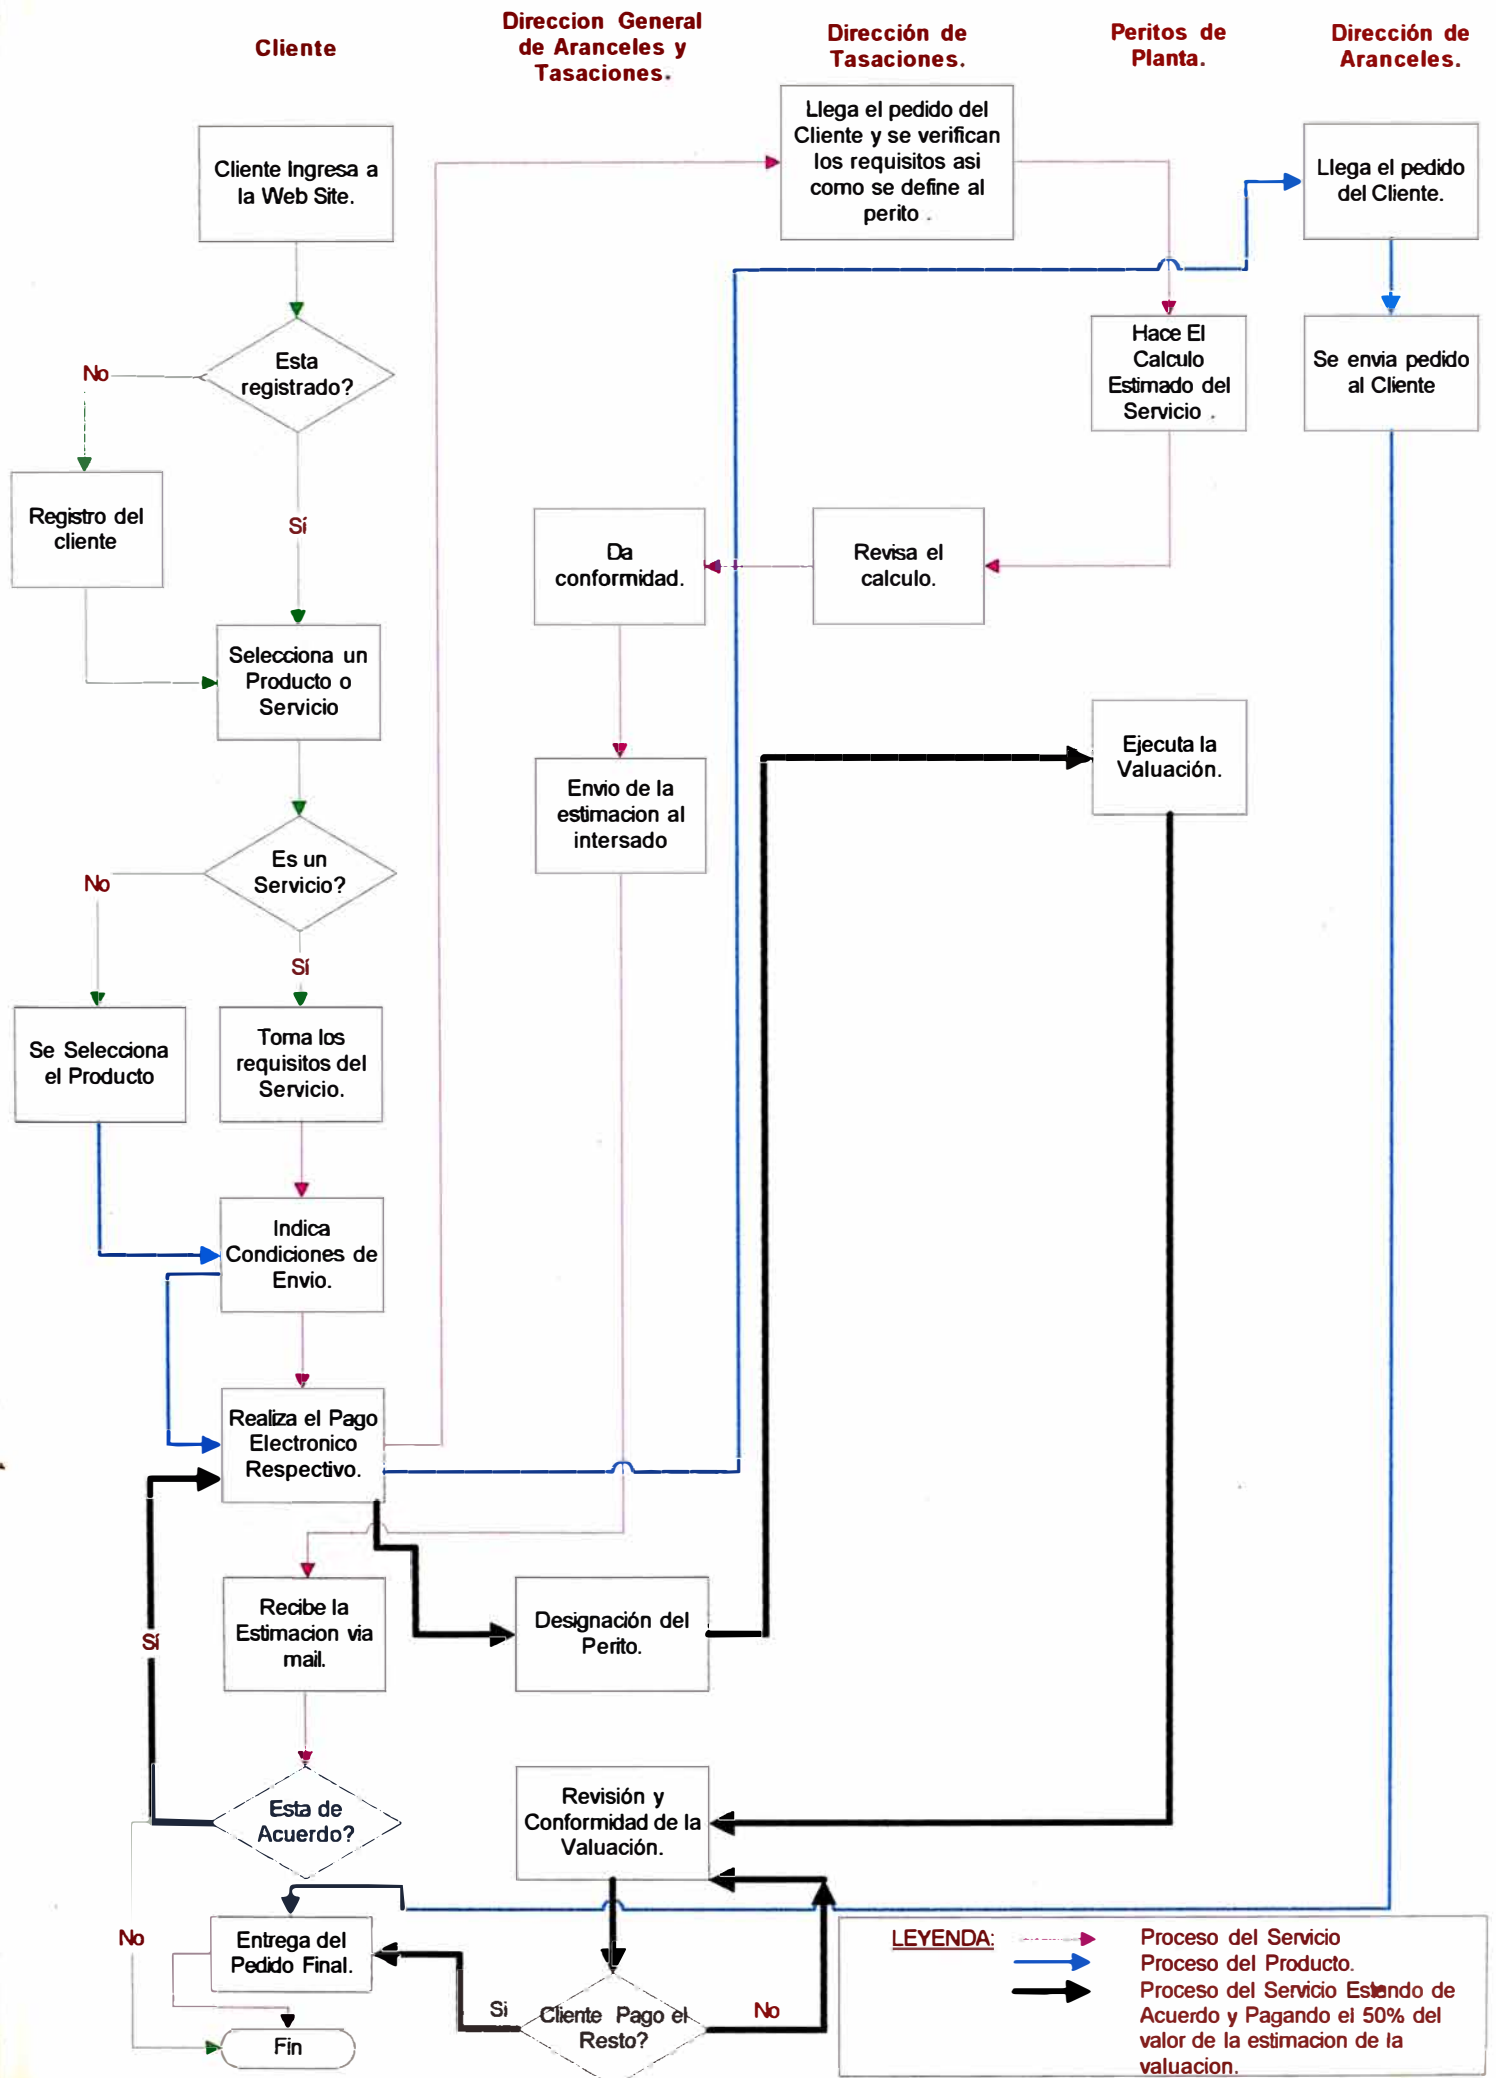 Cliente
Direccion General
de Aranceles y
Tasaciones.
Dirección de
Tasaciones.
Peritos de
Planta.
Dirección de
Aranceles.
Cliente Ingresa a
la Web Site.
Llega el pedido del
Cliente y se verifican
los requisitos asi
como se define al
perito .
Llega el pedido
del Cliente.
Esta
registrado?
No
Hace El
Calculo
Estimado del
Servicio .
Se envia pedido
al Cliente
Registro del
cliente
Sí
Da
conformidad.
Revisa el
calculo.
Selecciona un
Producto o
Servicio
Ejecuta la
Valuación.
Envio de la
estimacion al
intersado
Es un
Servicio?
No
Sí
Se Selecciona
el Producto
Toma los
requisitos del
Servicio.
Indica
Condiciones de
Envio.
Realiza el Pago
Electronico
Respectivo.
Recibe la
Estimacion via
mail.
Sí
Designación del
Perito.
Esta de
Acuerdo?
Revisión y
Conformidad de la
Valuación.
No
Entrega del
Pedido Final.
Si
Cliente Pago el
Resto?
No
Fin
LEYENDA:
Proceso del Servicio
Proceso del Producto.
Proceso del Servicio Estando de
Acuerdo y Pagando el 50% del
valor de la estimacion de la
valuacion.